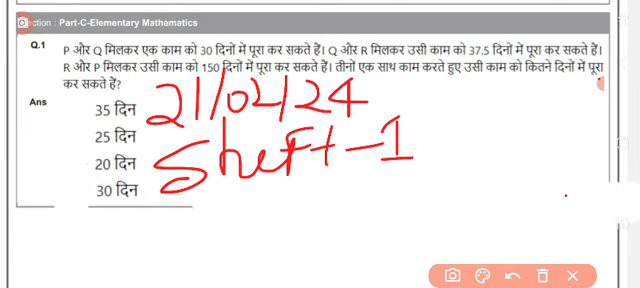 ection : Part-C-Elementary Mathematics
Q.1 P और Q मिलकर एक काम को 30 दिनों में पूरा कर सकते हैं। Q और R मिलकर उसी काम को 37.5 दिनों में पूरा कर सकते हैं।
R और P मिलकर उसी काम को 150 दिनों में पूरा कर सकते हैं। तीनों एक साथ काम करते हुए उसी काम को कितने दिनों में पूरा
कर सकते हैं?
Ans 35 दिन
21/02/24
25 दिन
Shift-1
20 दिन
30 दिन